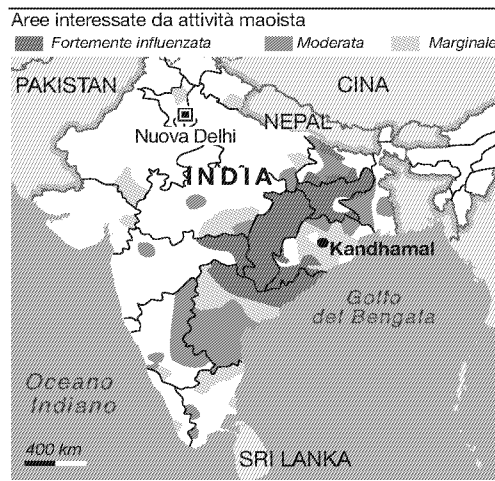 Aree interessate da attività maoista
Fortemente influenzata Moderata Marginale
PAKISTAN
CINA
NEPAL
Nuova Delhi
INDIA
Kandhamal
Golfo
del Bengala
Oceano
Indiano
400 km
SRI LANKA